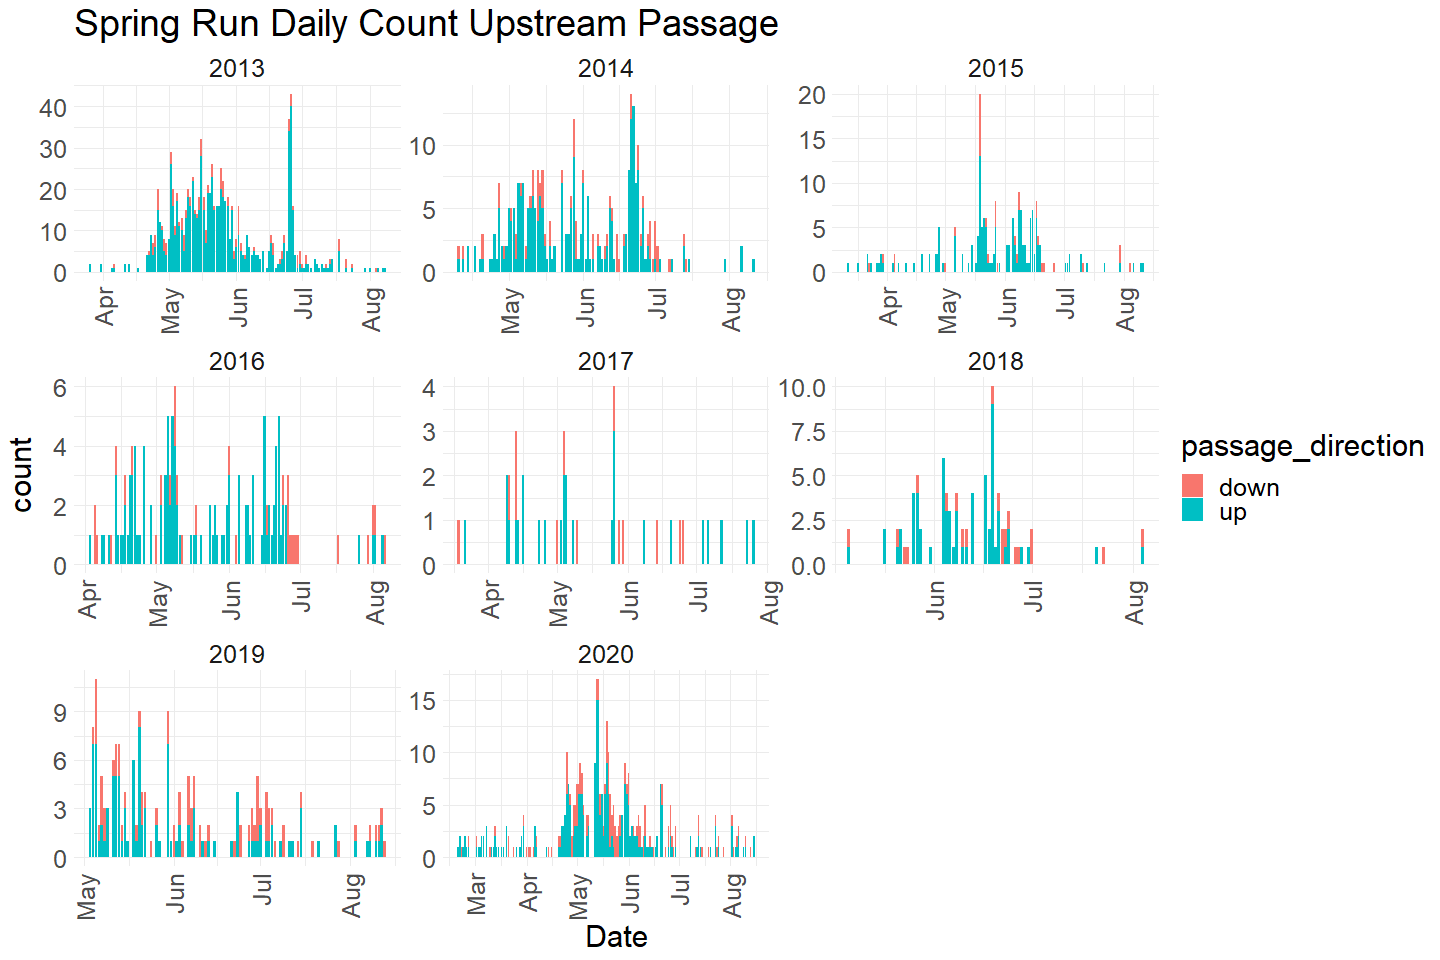 Spring Run Daily Count Upstream Passage
2013 2014 2015
40 30 20 10 0
Apr May Jun Jul Aug
10 5 0
May Jun Jul Aug
20 15 10 5 0
Apr May Jun Jul Aug
2016 2017 2018
6 4 2 0
Apr May Jun Jul Aug
4 3 2 1 0
Apr May Jun Jul Aug
10.0 7.5 5.0 2.5 0.0
Jun Jul Aug
2019 2020
9 6 3 0
May Jun Jul Aug
15 10 5 0
Mar Apr May Jun Jul Aug
count
Date
passage_direction
down
up